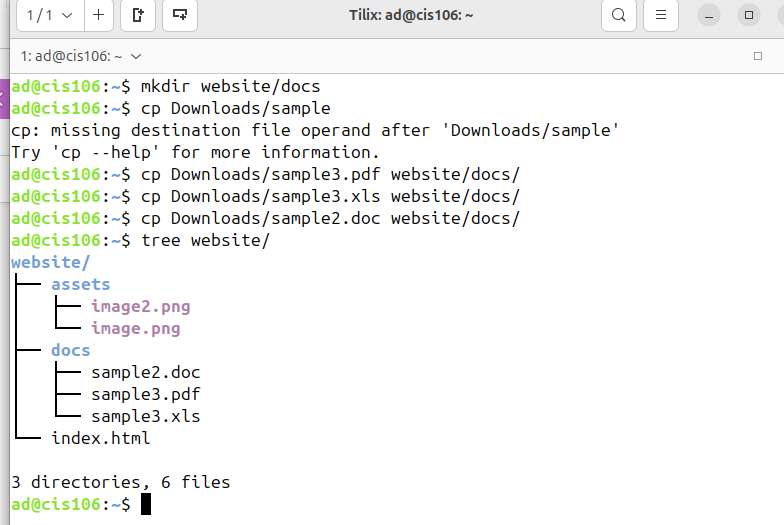 1 / 1
Tilix: ad@cis106: ~
1: ad@cis106: ~
ad@cis106:~$ mkdir website/docs
ad@cis106:~$ cp Downloads/sample
cp: missing destination file operand after 'Downloads/sample'
Try 'cp --help' for more information.
ad@cis106:~$ cp Downloads/sample3.pdf website/docs/
ad@cis106:~$ cp Downloads/sample3.xls website/docs/
ad@cis106:~$ cp Downloads/sample2.doc website/docs/
ad@cis106:~$ tree website/
website/
├── assets
│   ├── image2.png
│   └── image.png
├── docs
│   ├── sample2.doc
│   ├── sample3.pdf
│   └── sample3.xls
└── index.html
3 directories, 6 files
ad@cis106:~$